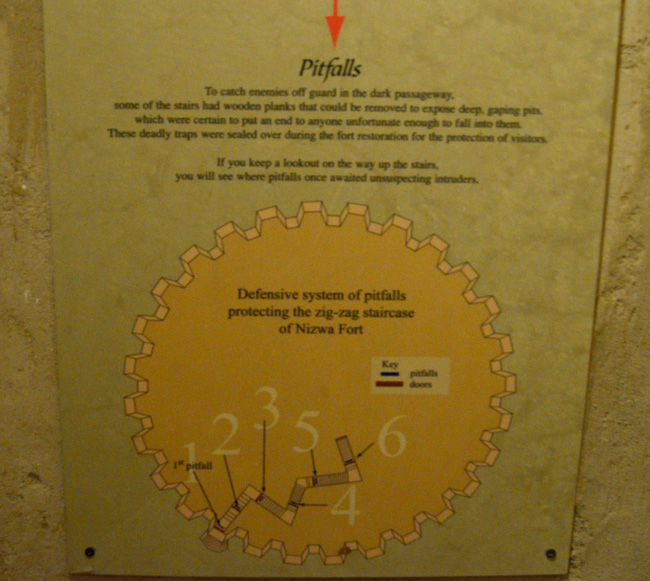 Pitfalls
To catch enemies off guard in the dark passageway,
some of the stairs had wooden planks that could be removed to expose deep, gaping pits,
which were certain to put an end to anyone unfortunate enough to fall into them.
These deadly traps were sealed over during the fort restoration for the protection of visitors.
If you keep a lookout on the way up the stairs,
you will see where pitfalls once awaited unsuspecting intruders.
Defensive system of pitfalls
protecting the zig-zag staircase
of Nizwa Fort
Key
pitfalls
doors
1
2
3
5
6
1st pitfall
4